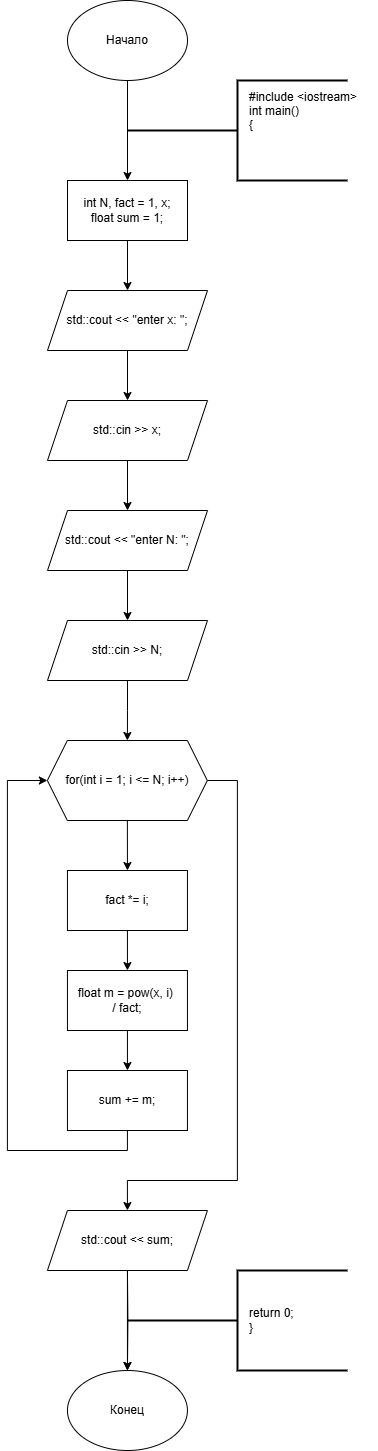 Начало
#include <iostream>
int main()
{
int N, fact = 1, x;
float sum = 1;
std::cout << "enter x: ";
std::cin >> x;
std::cout << "enter N: ";
std::cin >> N;
for(int i = 1; i <= N; i++)
fact *= i;
float m = pow(x, i)
/ fact;
sum += m;
std::cout << sum;
return 0;
}
Конец